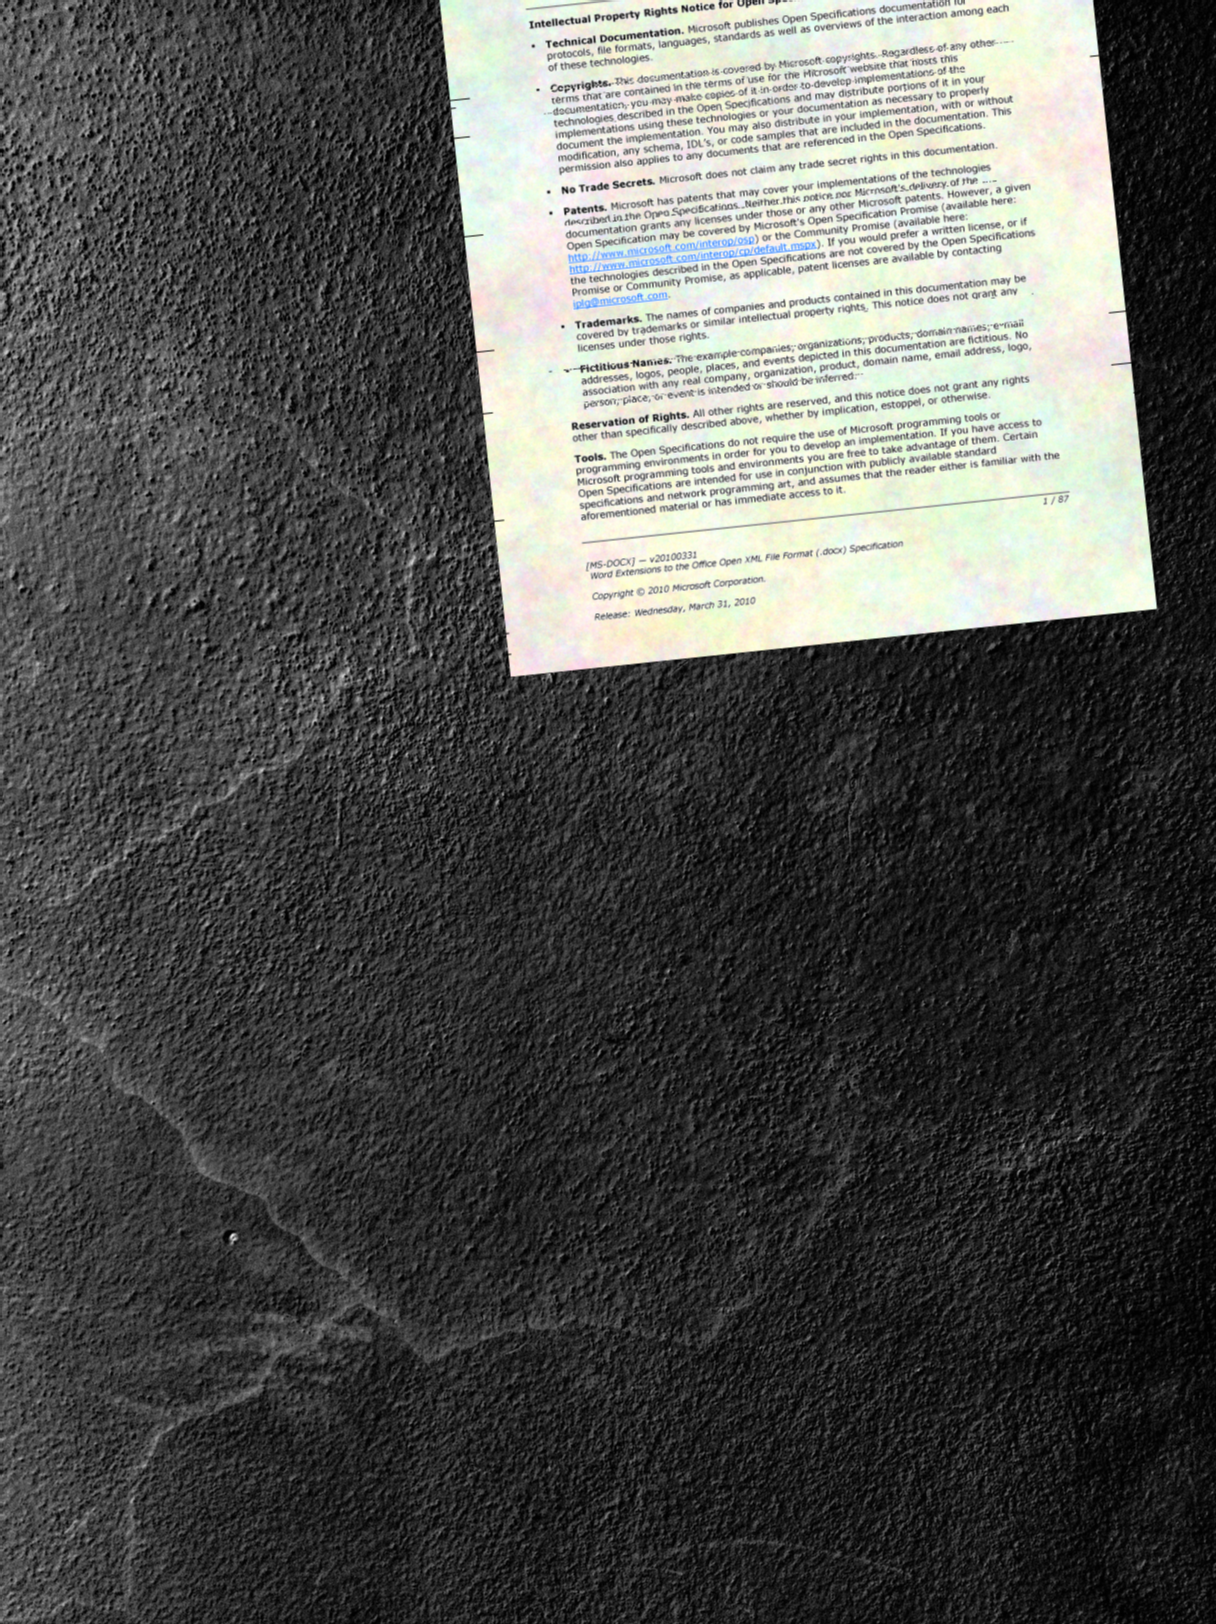 Intellectual Property Rights Notice for Open
• Technical Documentation. Microsoft publishes Open Specifications documentation for
protocols, file formats, languages, standards as well as overviews of the interaction among each
of these technologies.
• Copyrights. This documentation is covered by Microsoft copyrights. Regardless of any other
terms that are contained in the terms of use for the Microsoft website that hosts this
documentation, you may make copies of it in order to develop implementations of the
technologies described in the Open Specifications and may distribute portions of it in your
implementations using these technologies or your documentation as necessary to properly
document the implementation. You may also distribute in your implementation, with or without
modification, any schema, IDL's, or code samples that are included in the documentation. This
permission also applies to any documents that are referenced in the Open Specifications.
• No Trade Secrets. Microsoft does not claim any trade secret rights in this documentation.
• Patents. Microsoft has patents that may cover your implementations of the technologies
described in the Open Specifications. Neither this notice nor Microsoft's delivery of the
documentation grants any licenses under those or any other Microsoft patents. However, a given
Open Specification may be covered by Microsoft's Open Specification Promise (available here:
http://www.microsoft.com/interop/osp) or the Community Promise (available here:
http://www.microsoft.com/interop/cp/default.mspx). If you would prefer a written license, or if
the technologies described in the Open Specifications are not covered by the Open Specifications
Promise or Community Promise, as applicable, patent licenses are available by contacting
iplg@microsoft.com.
• Trademarks. The names of companies and products contained in this documentation may be
covered by trademarks or similar intellectual property rights. This notice does not grant any
licenses under those rights.
• Fictitious Names. The example companies, organizations, products, domain names, e-mail
addresses, logos, people, places, and events depicted in this documentation are fictitious. No
association with any real company, organization, product, domain name, email address, logo,
person, place, or event is intended or should be inferred.
Reservation of Rights. All other rights are reserved, and this notice does not grant any rights
other than specifically described above, whether by implication, estoppel, or otherwise.
Tools. The Open Specifications do not require the use of Microsoft programming tools or
programming environments in order for you to develop an implementation. If you have access to
Microsoft programming tools and environments you are free to take advantage of them. Certain
Open Specifications are intended for use in conjunction with publicly available standard
specifications and network programming art, and assumes that the reader either is familiar with the
aforementioned material or has immediate access to it.
1 / 87
[MS-DOCX] — v20100331
Word Extensions to the Office Open XML File Format (.docx) Specification
Copyright © 2010 Microsoft Corporation.
Release: Wednesday, March 31, 2010